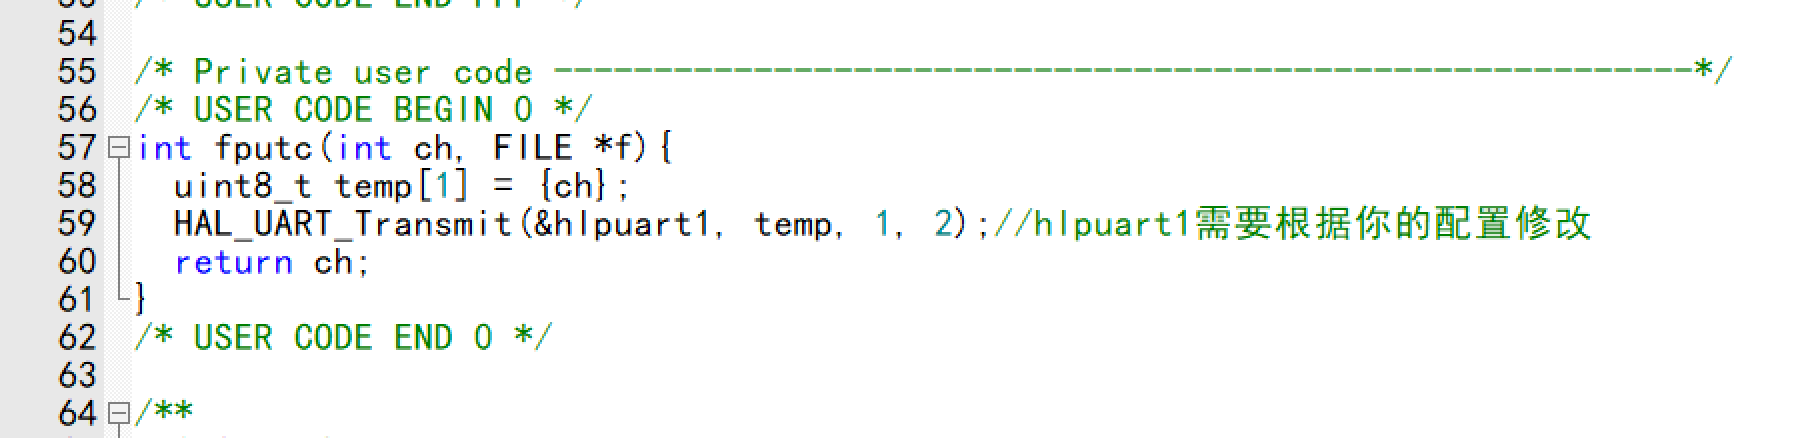 54
55 /* Private user code ---------------------------------------------------------*/
56 /* USER CODE BEGIN 0 */
57 int fputc(int ch, FILE *f){
58   uint8_t temp[1] = {ch};
59   HAL_UART_Transmit(&hlpuart1, temp, 1, 2);//hlpuart1需要根据你的配置修改
60   return ch;
61 }
62 /* USER CODE END 0 */
63
64 /**